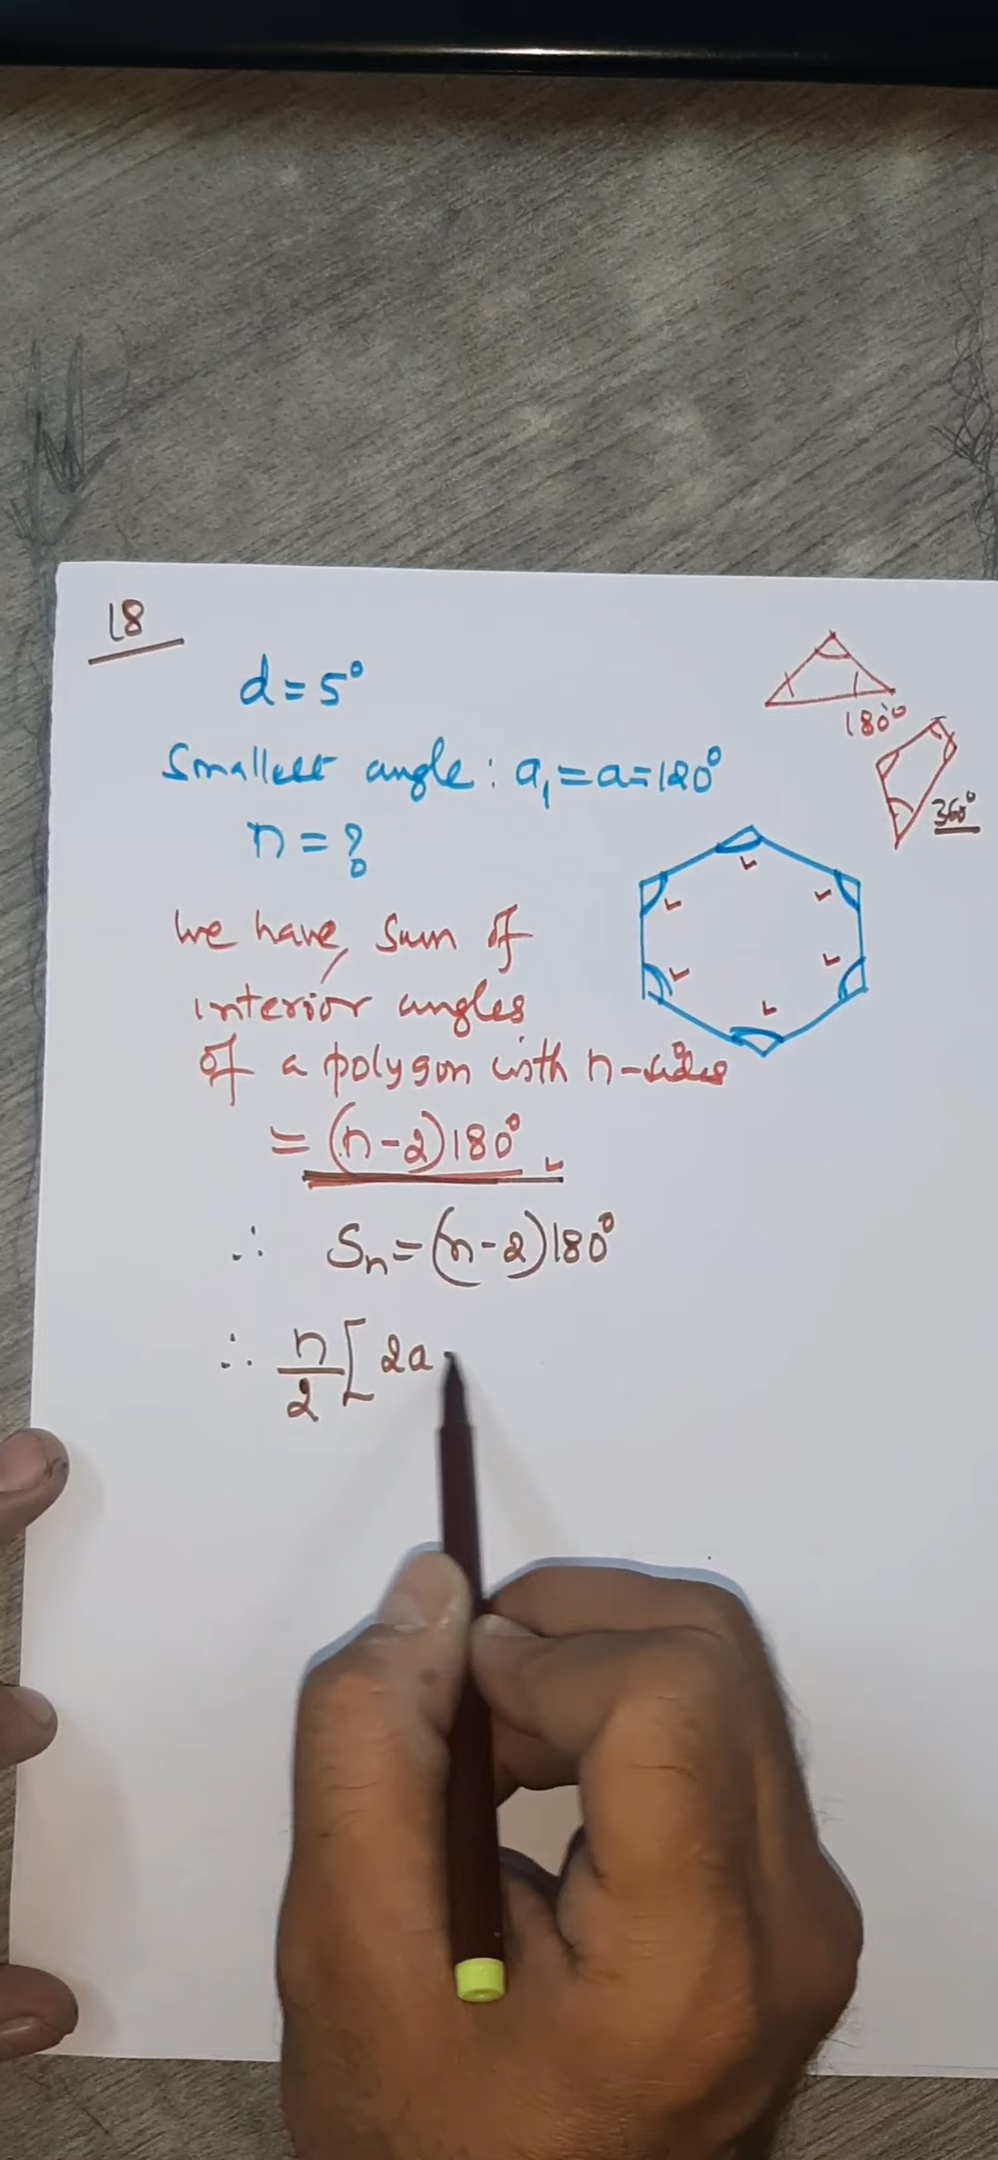 18
d = 5°
Smallest angle : a₁ = a = 120°
n = ?
We have, Sum of
interior angles
of a polygon with n-sides
= (n-2)180°
∴ Sₙ = (n-2)180°
∴ n/2 [ 2a
180°
360°